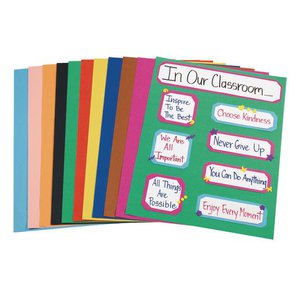 In Our Classroom...
Inspire To
Be The
Best
Choose Kindness
We Are
All
Important
Never Give Up
You Can Do Anything
All Things
Are
Possible
Enjoy Every Moment